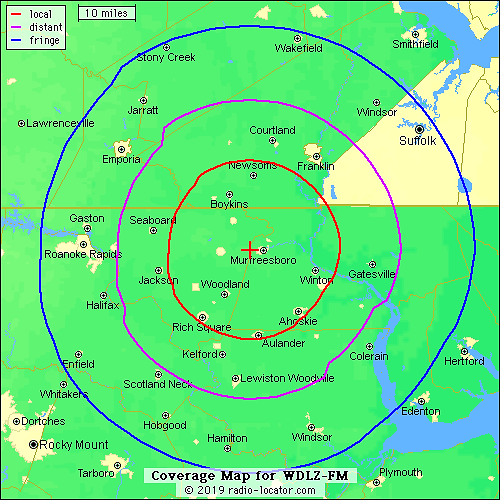 local
distant
fringe
10 miles
Smithfield
Wakefield
Stony Creek
Jarratt
Windsor
Lawrenceville
Courtland
Suffolk
Emporia
Franklin
Newsoms
Boykins
Gaston
Seaboard
Roanoke Rapids
Murfreesboro
Jackson
Winton
Gatesville
Woodland
Halifax
Rich Square
Ahoskie
Aulander
Kelford
Colerain
Enfield
Hertford
Scotland Neck
Lewiston Woodville
Whitakers
Edenton
Hobgood
Dortches
Windsor
Hamilton
Rocky Mount
Tarboro
Plymouth
Coverage Map for WDLZ-FM
© 2019 radio-locator.com